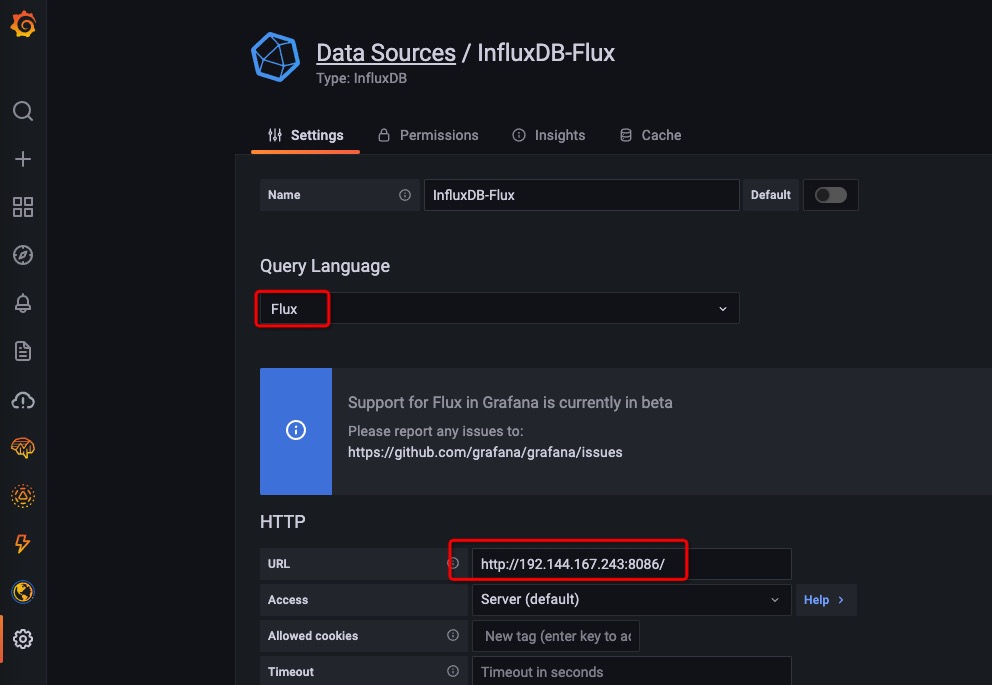 Data Sources / InfluxDB-Flux
Type: InfluxDB
Settings Permissions Insights Cache
Name InfluxDB-Flux Default
Query Language
Flux
Support for Flux in Grafana is currently in beta
Please report any issues to:
https://github.com/grafana/grafana/issues
HTTP
URL http://192.144.167.243:8086/
Access Server (default) Help >
Allowed cookies New tag (enter key to ac
Timeout Timeout in seconds